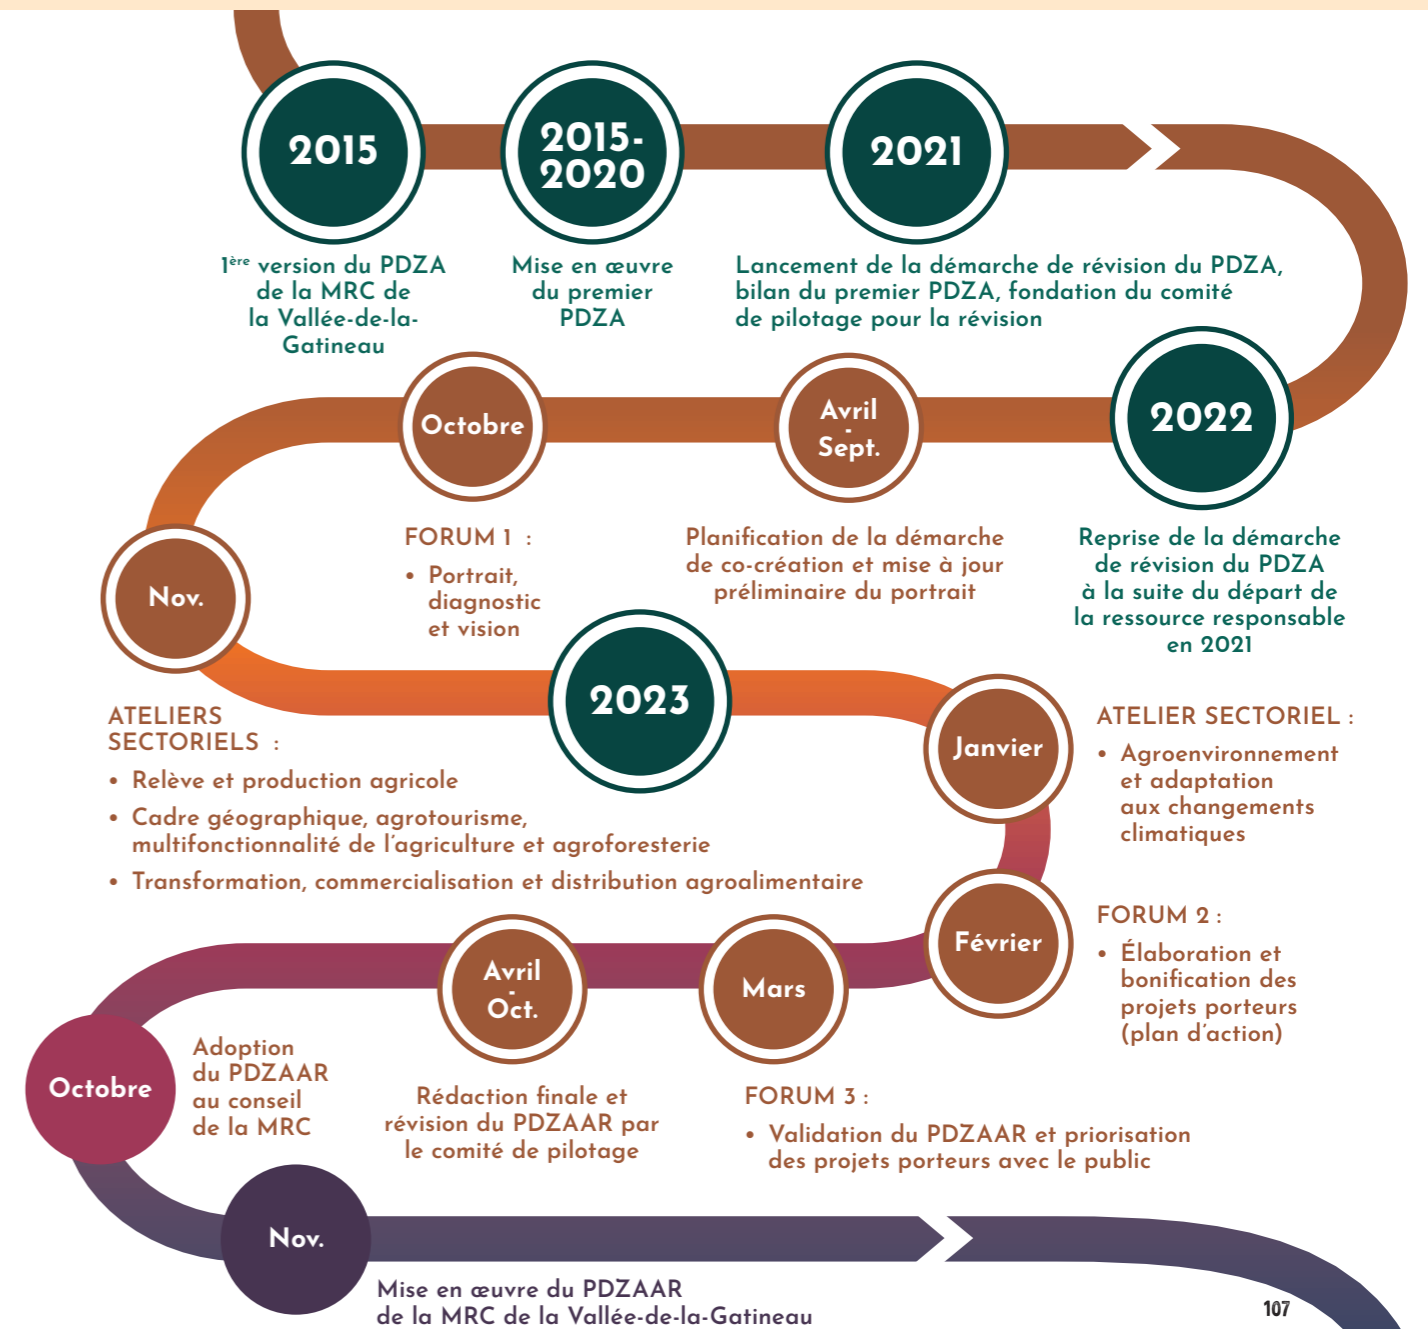 2015
1ère version du PDZA
de la MRC de
la Vallée-de-la-
Gatineau
2015-
2020
Mise en œuvre
du premier
PDZA
2021
Lancement de la démarche de révision du PDZA,
bilan du premier PDZA, fondation du comité
de pilotage pour la révision
2022
Reprise de la démarche
de révision du PDZA
à la suite du départ de
la ressource responsable
en 2021
Avril
-
Sept.
Planification de la démarche
de co-création et mise à jour
préliminaire du portrait
Octobre
FORUM 1 :
• Portrait,
diagnostic
et vision
Nov.
ATELIERS
SECTORIELS :
• Relève et production agricole
• Cadre géographique, agrotourisme,
multifonctionnalité de l'agriculture et agroforesterie
• Transformation, commercialisation et distribution agroalimentaire
2023
Janvier
ATELIER SECTORIEL :
• Agroenvironnement
et adaptation
aux changements
climatiques
Février
FORUM 2 :
• Élaboration et
bonification des
projets porteurs
(plan d'action)
Mars
FORUM 3 :
• Validation du PDZAAR et priorisation
des projets porteurs avec le public
Avril
-
Oct.
Rédaction finale et
révision du PDZAAR par
le comité de pilotage
Octobre
Adoption
du PDZAAR
au conseil
de la MRC
Nov.
Mise en œuvre du PDZAAR
de la MRC de la Vallée-de-la-Gatineau
107